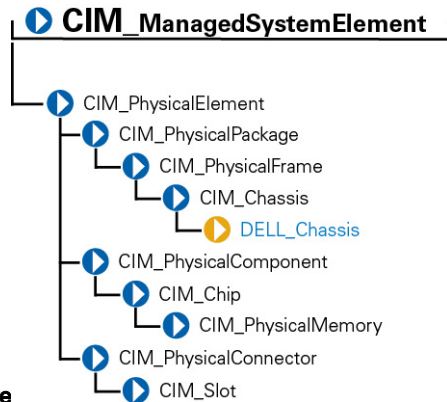 CIM_ManagedSystemElement
CIM_PhysicalElement
CIM_PhysicalPackage
CIM_PhysicalFrame
CIM_Chassis
DELL_Chassis
CIM_PhysicalComponent
CIM_Chip
CIM_PhysicalMemory
CIM_PhysicalConnector
CIM_Slot
e